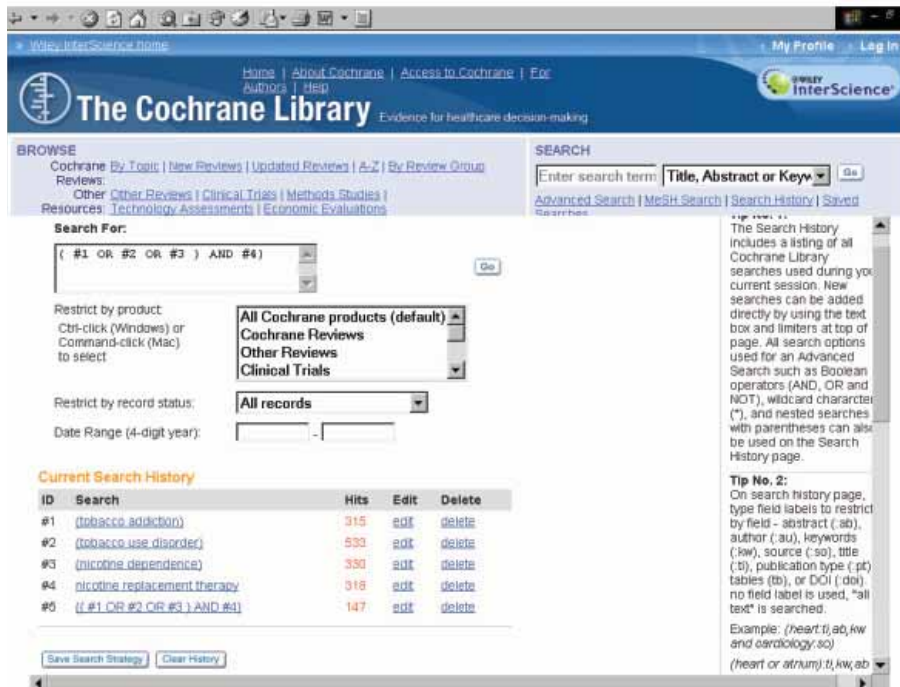 » Wiley InterScience home
› My Profile › Log In
Home | About Cochrane | Access to Cochrane | For
Authors | Help
The Cochrane Library Evidence for healthcare decision-making
WILEY
InterScience®
BROWSE
Cochrane By Topic | New Reviews | Updated Reviews | A-Z | By Review Group
Reviews:
Other Other Reviews | Clinical Trials | Methods Studies |
Resources: Technology Assessments | Economic Evaluations
SEARCH
Enter search term Title, Abstract or Keyw Go
Advanced Search | MeSH Search | Search History | Saved
Searches
Search For:
( #1 OR #2 OR #3 ) AND #4)
Go
Restrict by product:
Ctrl-click (Windows) or
Command-click (Mac)
to select
All Cochrane products (default)
Cochrane Reviews
Other Reviews
Clinical Trials
Restrict by record status: All records
Date Range (4-digit year): -
Current Search History
ID Search Hits Edit Delete
#1 (tobacco addiction) 315 edit delete
#2 (tobacco use disorder) 533 edit delete
#3 (nicotine dependence) 330 edit delete
#4 nicotine replacement therapy 318 edit delete
#5 (( #1 OR #2 OR #3 ) AND #4) 147 edit delete
Save Search Strategy Clear History
Tip No. 1:
The Search History
includes a listing of all
Cochrane Library
searches used during you
current session. New
searches can be added
directly by using the text
box and limiters at top of
page. All search options
used for an Advanced
Search such as Boolean
operators (AND, OR and
NOT), wildcard chararcter
(*), and nested searches
with parentheses can also
be used on the Search
History page.
Tip No. 2:
On search history page,
type field labels to restrict
by field - abstract (:ab),
author (:au), keywords
(:kw), source (:so), title
(:ti), publication type (:pt)
tables (tb), or DOI (:doi)
no field label is used, "all
text" is searched.
Example: (heart:ti,ab,kw
and cardiology:so)
(heart or atrium):ti,kw,ab